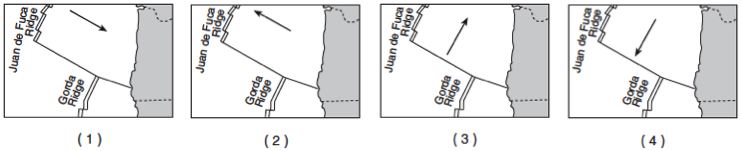 Juan de Fuca
Ridge
Gorda
Ridge
( 1 )
Juan de Fuca
Ridge
Gorda
Ridge
( 2 )
Juan de Fuca
Ridge
Gorda
Ridge
( 3 )
Juan de Fuca
Ridge
Gorda
Ridge
( 4 )